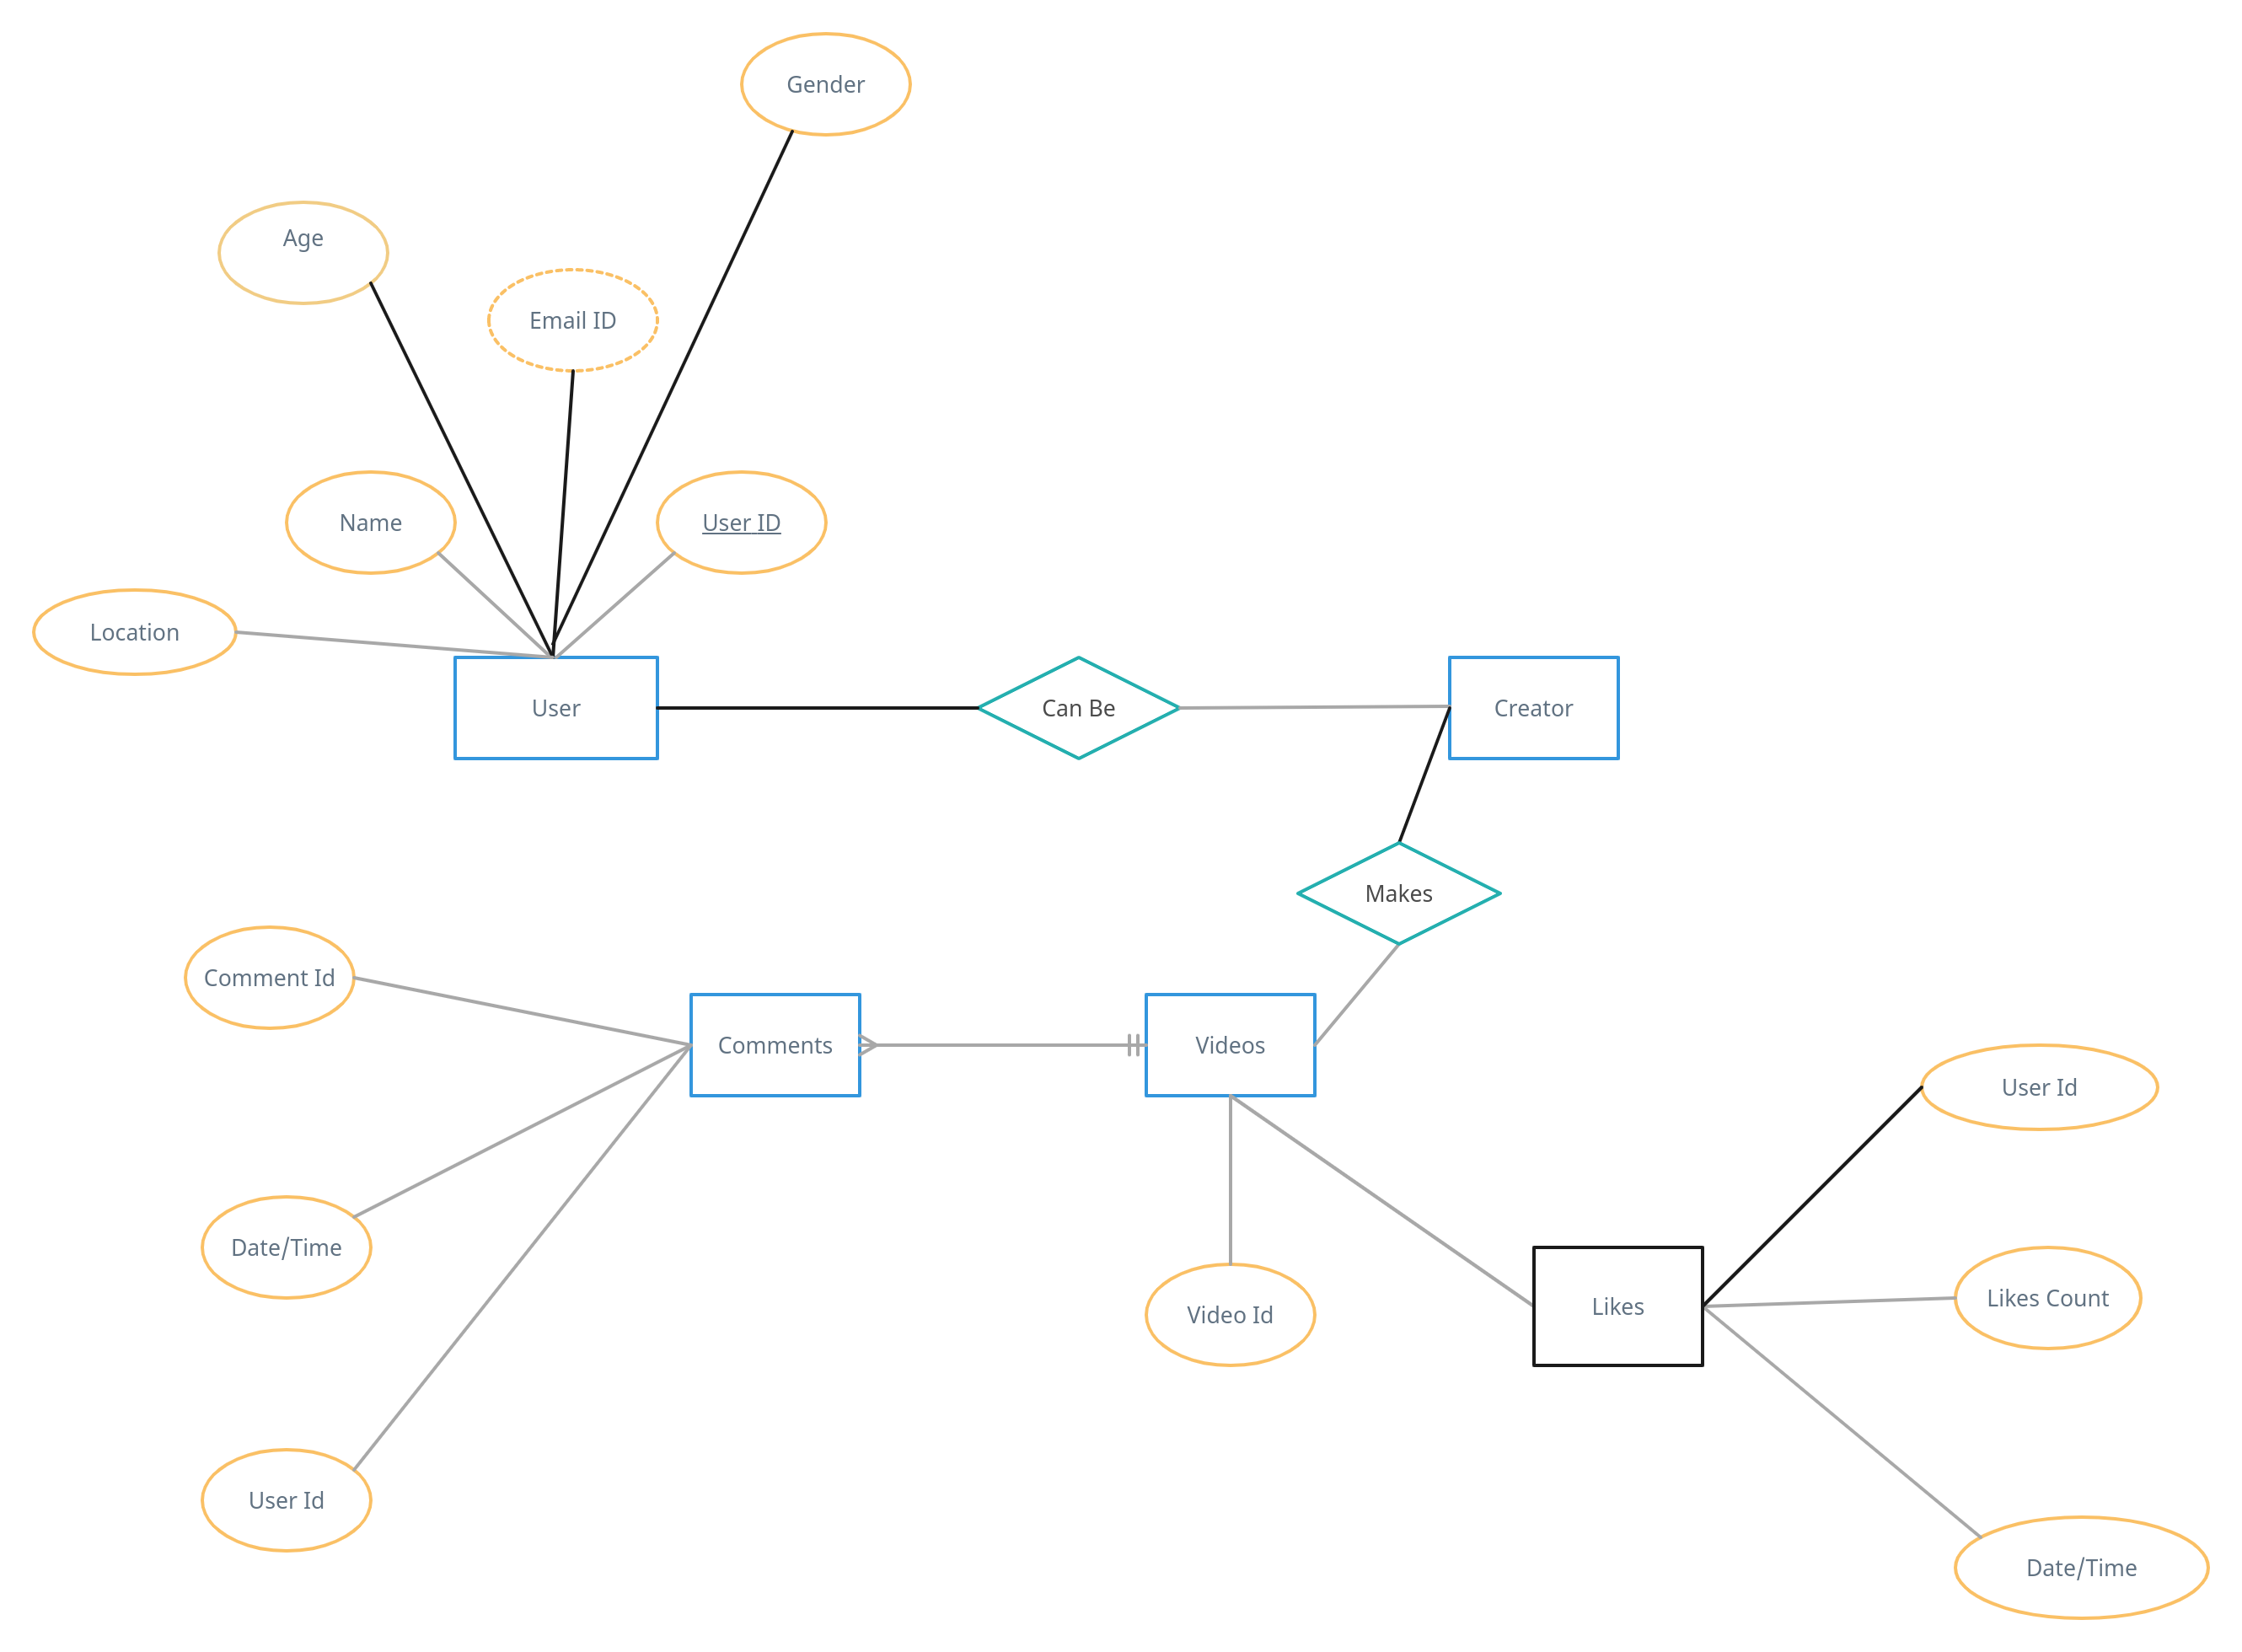 Gender
Age
Email ID
Name
User ID
Location
User
Can Be
Creator
Makes
Comment Id
Comments
Videos
User Id
Date/Time
Likes Count
Likes
Video Id
User Id
Date/Time